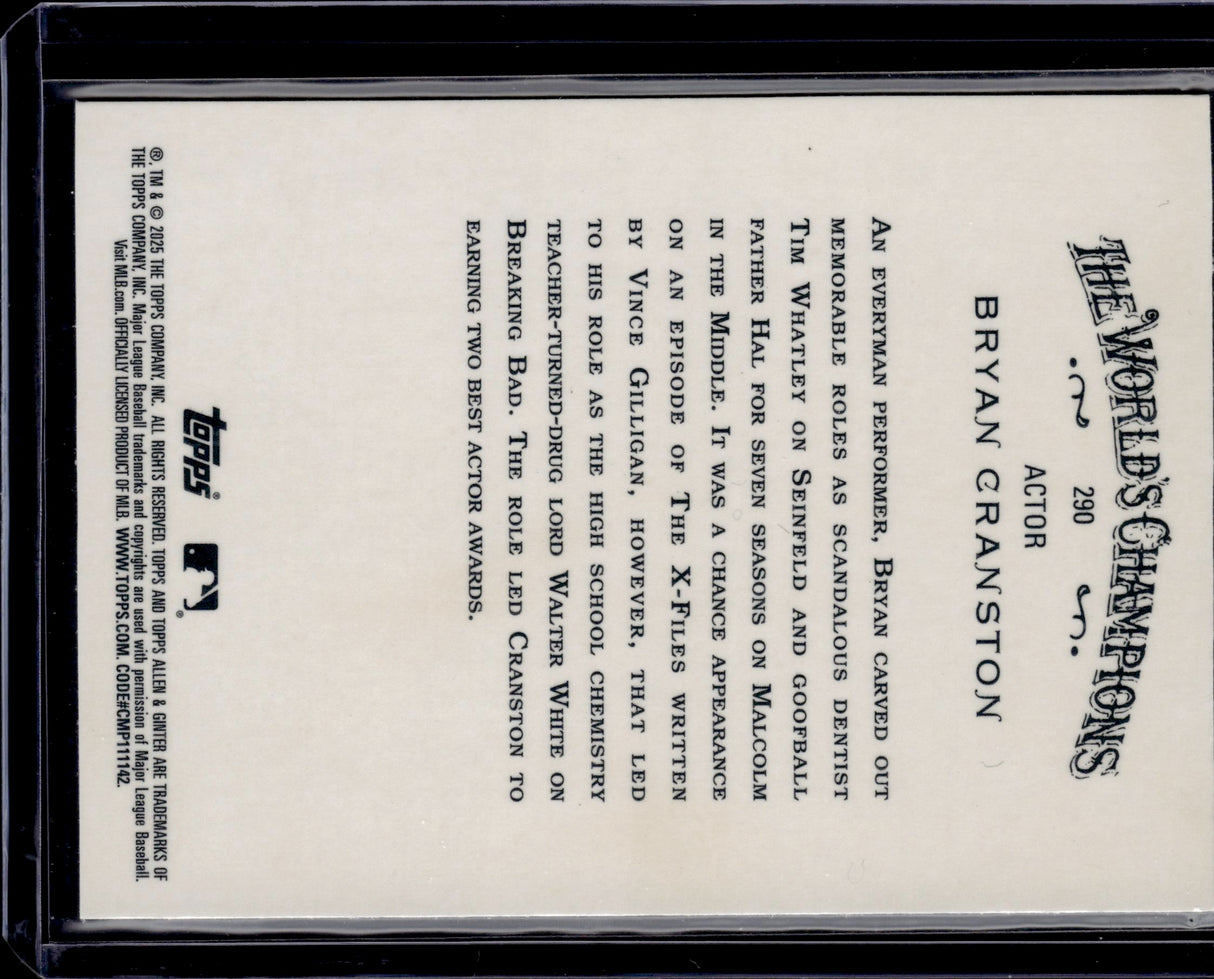 THE WORLD'S CHAMPIONS
290
ACTOR
BRYAN CRANSTON
AN EVERYMAN PERFORMER, BRYAN CARVED OUT
MEMORABLE ROLES AS SCANDALOUS DENTIST
TIM WHATLEY ON SEINFELD AND GOOFBALL
FATHER HAL FOR SEVEN SEASONS ON MALCOLM
IN THE MIDDLE. IT WAS A CHANCE APPEARANCE
ON AN EPISODE OF THE X-FILES WRITTEN
BY VINCE GILLIGAN, HOWEVER, THAT LED
TO HIS ROLE AS THE HIGH SCHOOL CHEMISTRY
TEACHER-TURNED-DRUG LORD WALTER WHITE ON
BREAKING BAD. THE ROLE LED CRANSTON TO
EARNING TWO BEST ACTOR AWARDS.
topps®
®
®, TM & © 2025 THE TOPPS COMPANY, INC. ALL RIGHTS RESERVED. TOPPS AND TOPPS ALLEN & GINTER ARE TRADEMARKS OF
THE TOPPS COMPANY, INC. Major League Baseball trademarks and copyrights are used with permission of Major League Baseball.
Visit MLB.com. OFFICIALLY LICENSED PRODUCT OF MLB. WWW.TOPPS.COM. CODE#CMP111142.